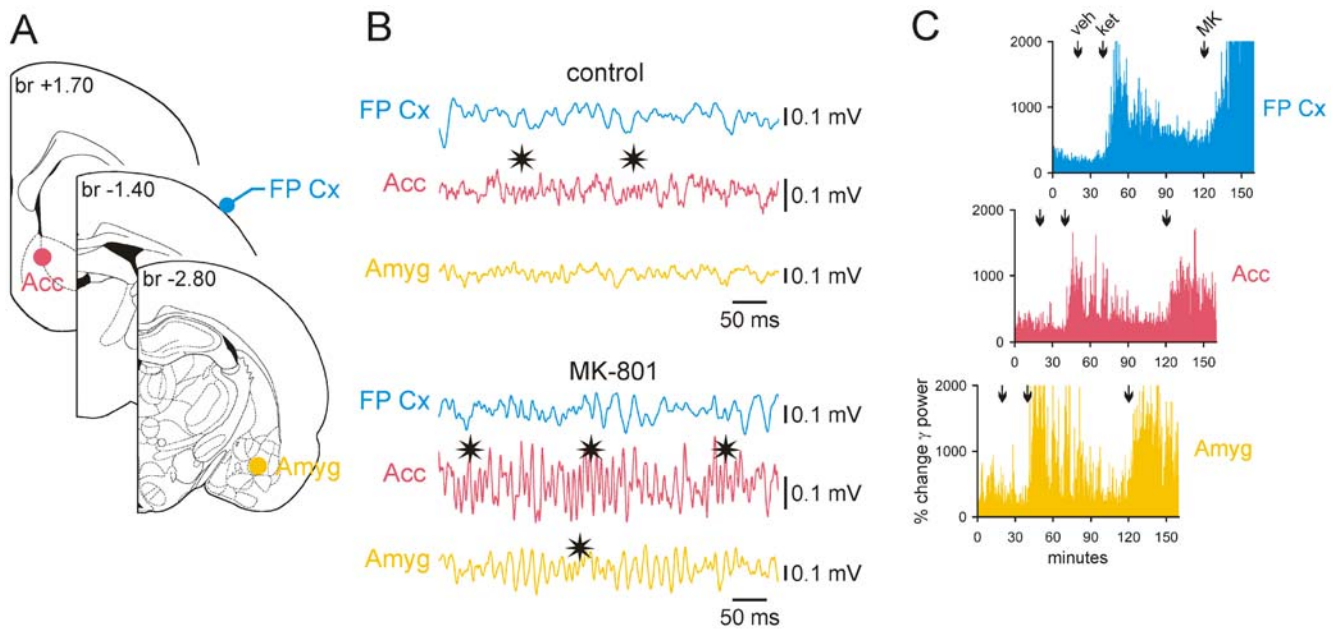 A
br +1.70
br -1.40
FP Cx
Acc
br -2.80
Amyg
B
control
FP Cx
0.1 mV
Acc
0.1 mV
Amyg
0.1 mV
50 ms
MK-801
FP Cx
0.1 mV
Acc
0.1 mV
Amyg
0.1 mV
50 ms
C
veh
ket
MK
2000
1000
0
0 30 60 90 120 150
FP Cx
2000
1000
0
0 30 60 90 120 150
Acc
% change γ power
2000
1000
0
0 30 60 90 120 150
minutes
Amyg